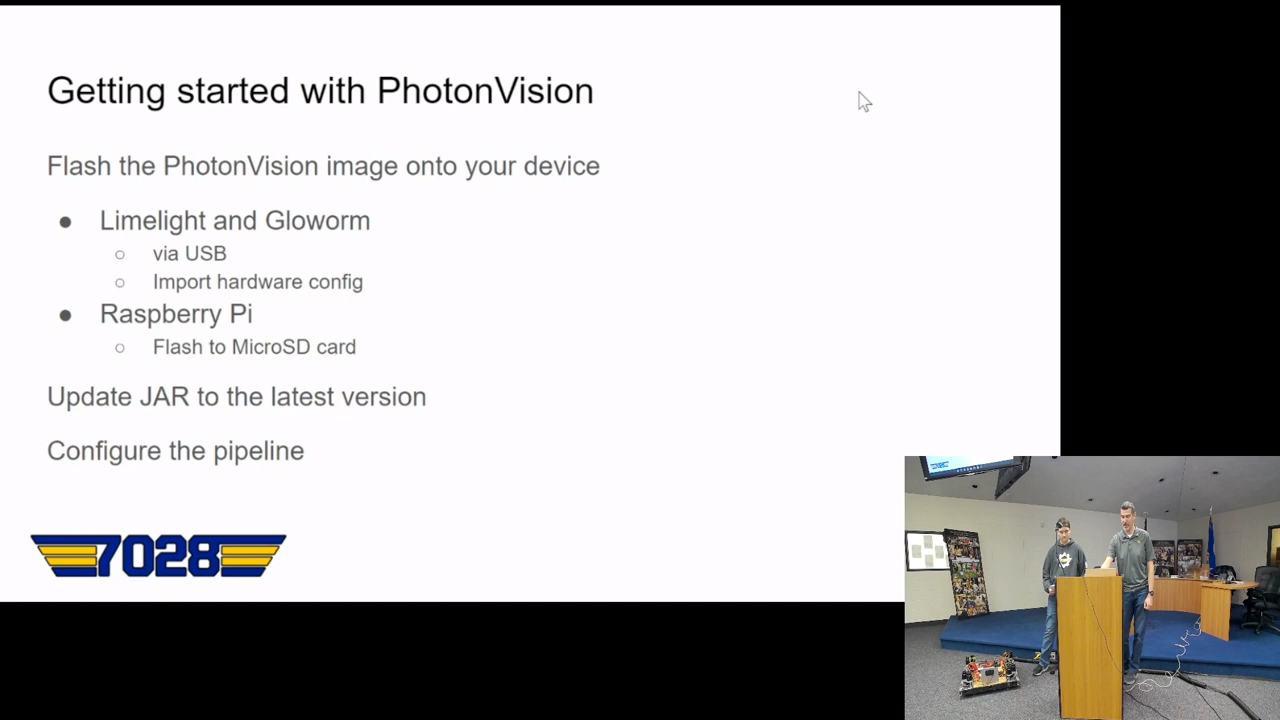 Getting started with PhotonVision
Flash the PhotonVision image onto your device
● Limelight and Gloworm
○ via USB
○ Import hardware config
● Raspberry Pi
○ Flash to MicroSD card
Update JAR to the latest version
Configure the pipeline
7028